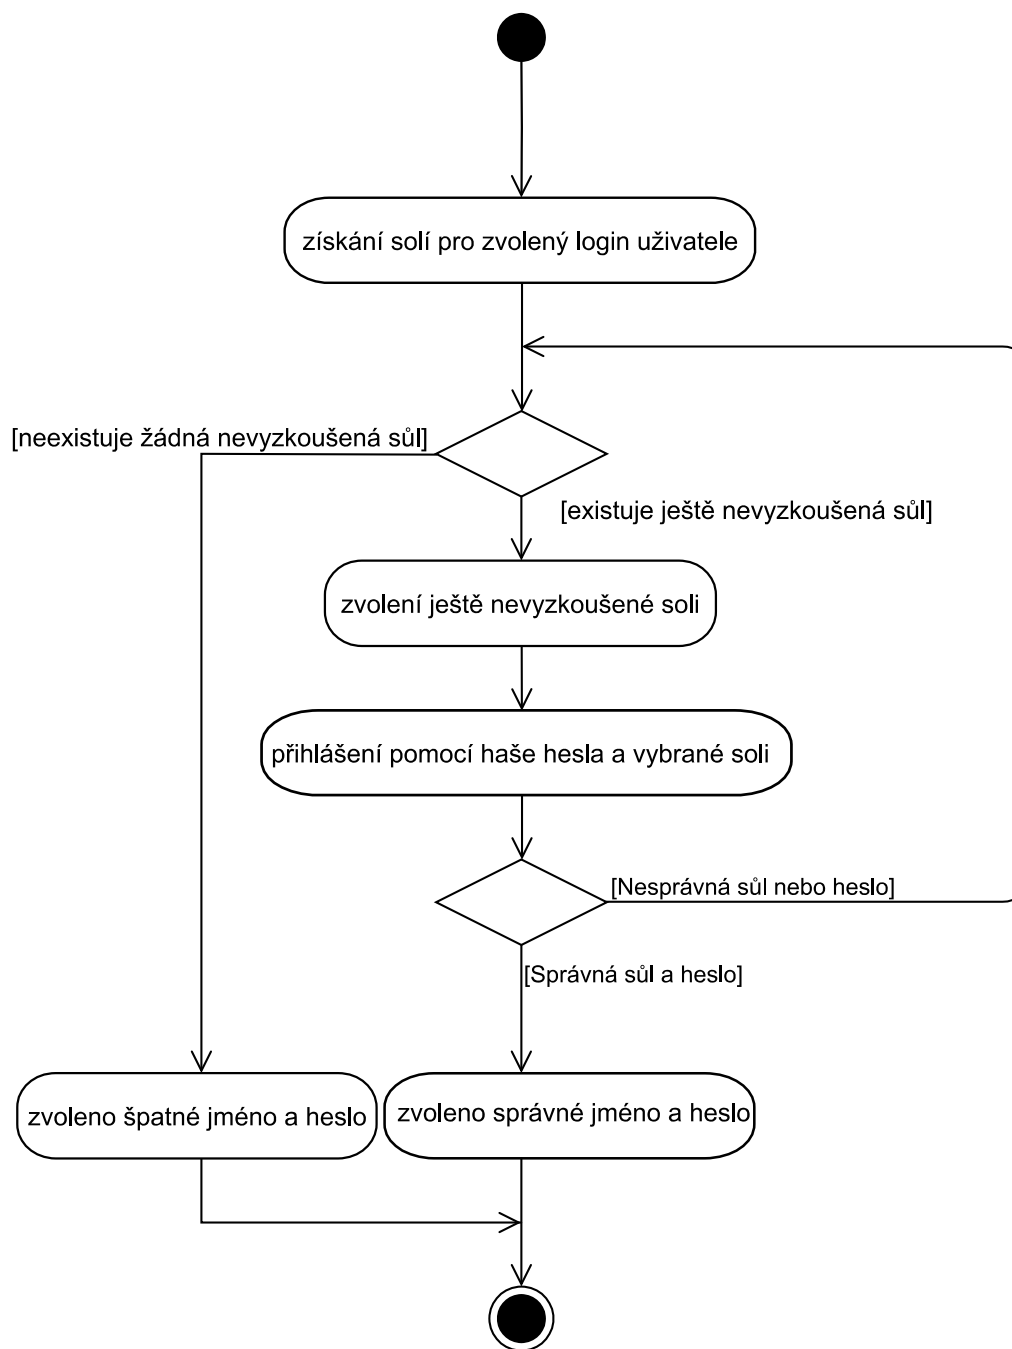 získání solí pro zvolený login uživatele
[neexistuje žádná nevyzkoušená sůl]
[existuje ještě nevyzkoušená sůl]
zvolení ještě nevyzkoušené soli
přihlášení pomocí haše hesla a vybrané soli
[Nesprávná sůl nebo heslo]
[Správná sůl a heslo]
zvoleno špatné jméno a heslo
zvoleno správné jméno a heslo